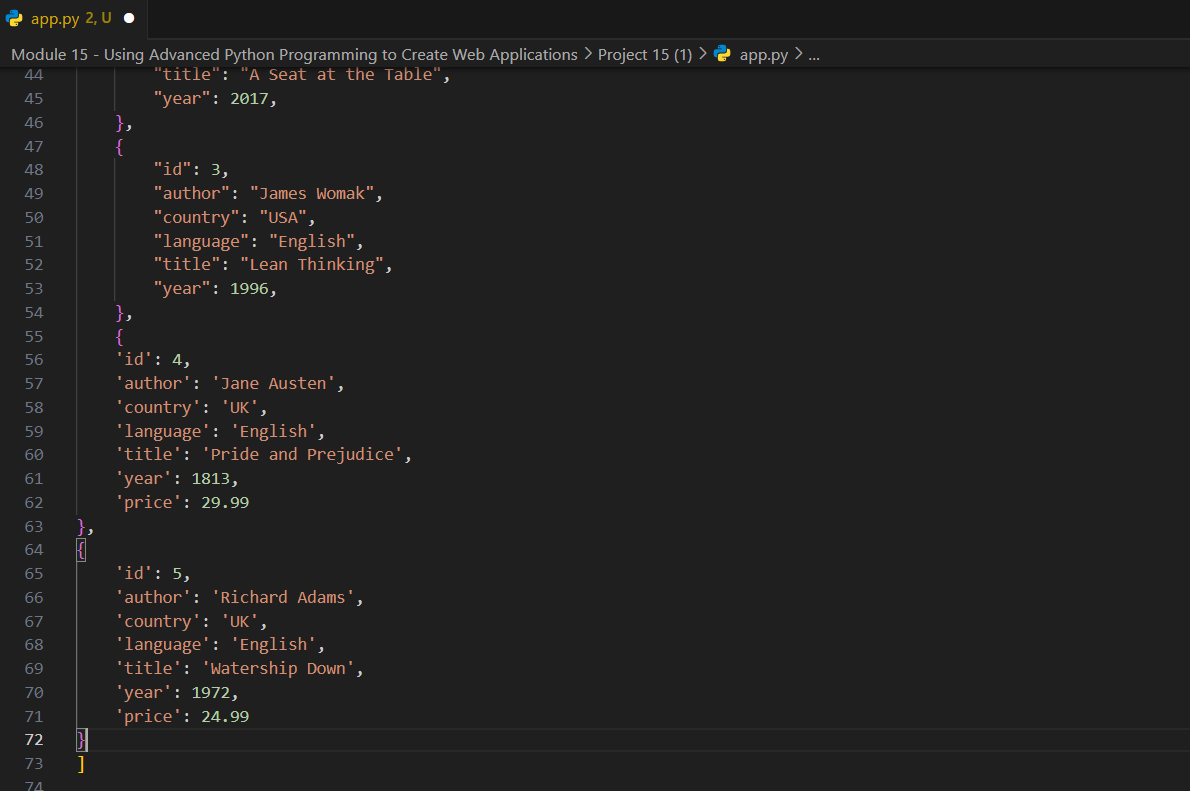 app.py 2, U
Module 15 - Using Advanced Python Programming to Create Web Applications > Project 15 (1) > app.py > ...
44 "title": "A Seat at the Table",
45 "year": 2017,
46 },
47 {
48 "id": 3,
49 "author": "James Womak",
50 "country": "USA",
51 "language": "English",
52 "title": "Lean Thinking",
53 "year": 1996,
54 },
55 {
56 'id': 4,
57 'author': 'Jane Austen',
58 'country': 'UK',
59 'language': 'English',
60 'title': 'Pride and Prejudice',
61 'year': 1813,
62 'price': 29.99
63 },
64 {
65 'id': 5,
66 'author': 'Richard Adams',
67 'country': 'UK',
68 'language': 'English',
69 'title': 'Watership Down',
70 'year': 1972,
71 'price': 24.99
72 }
73 ]
74